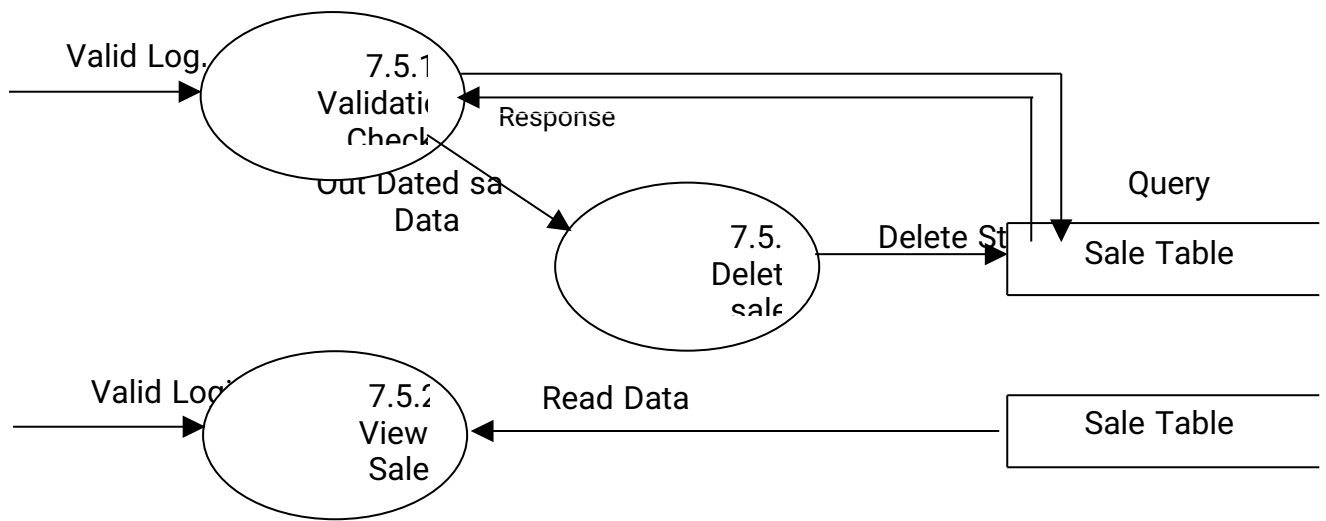 Valid Log.
7.5.1
Validatic
Check
Response
Out Dated sa
Data
Query
7.5.
Delet
sale
Delete St
Sale Table
Valid Logi
7.5.2
View
Sale
Read Data
Sale Table